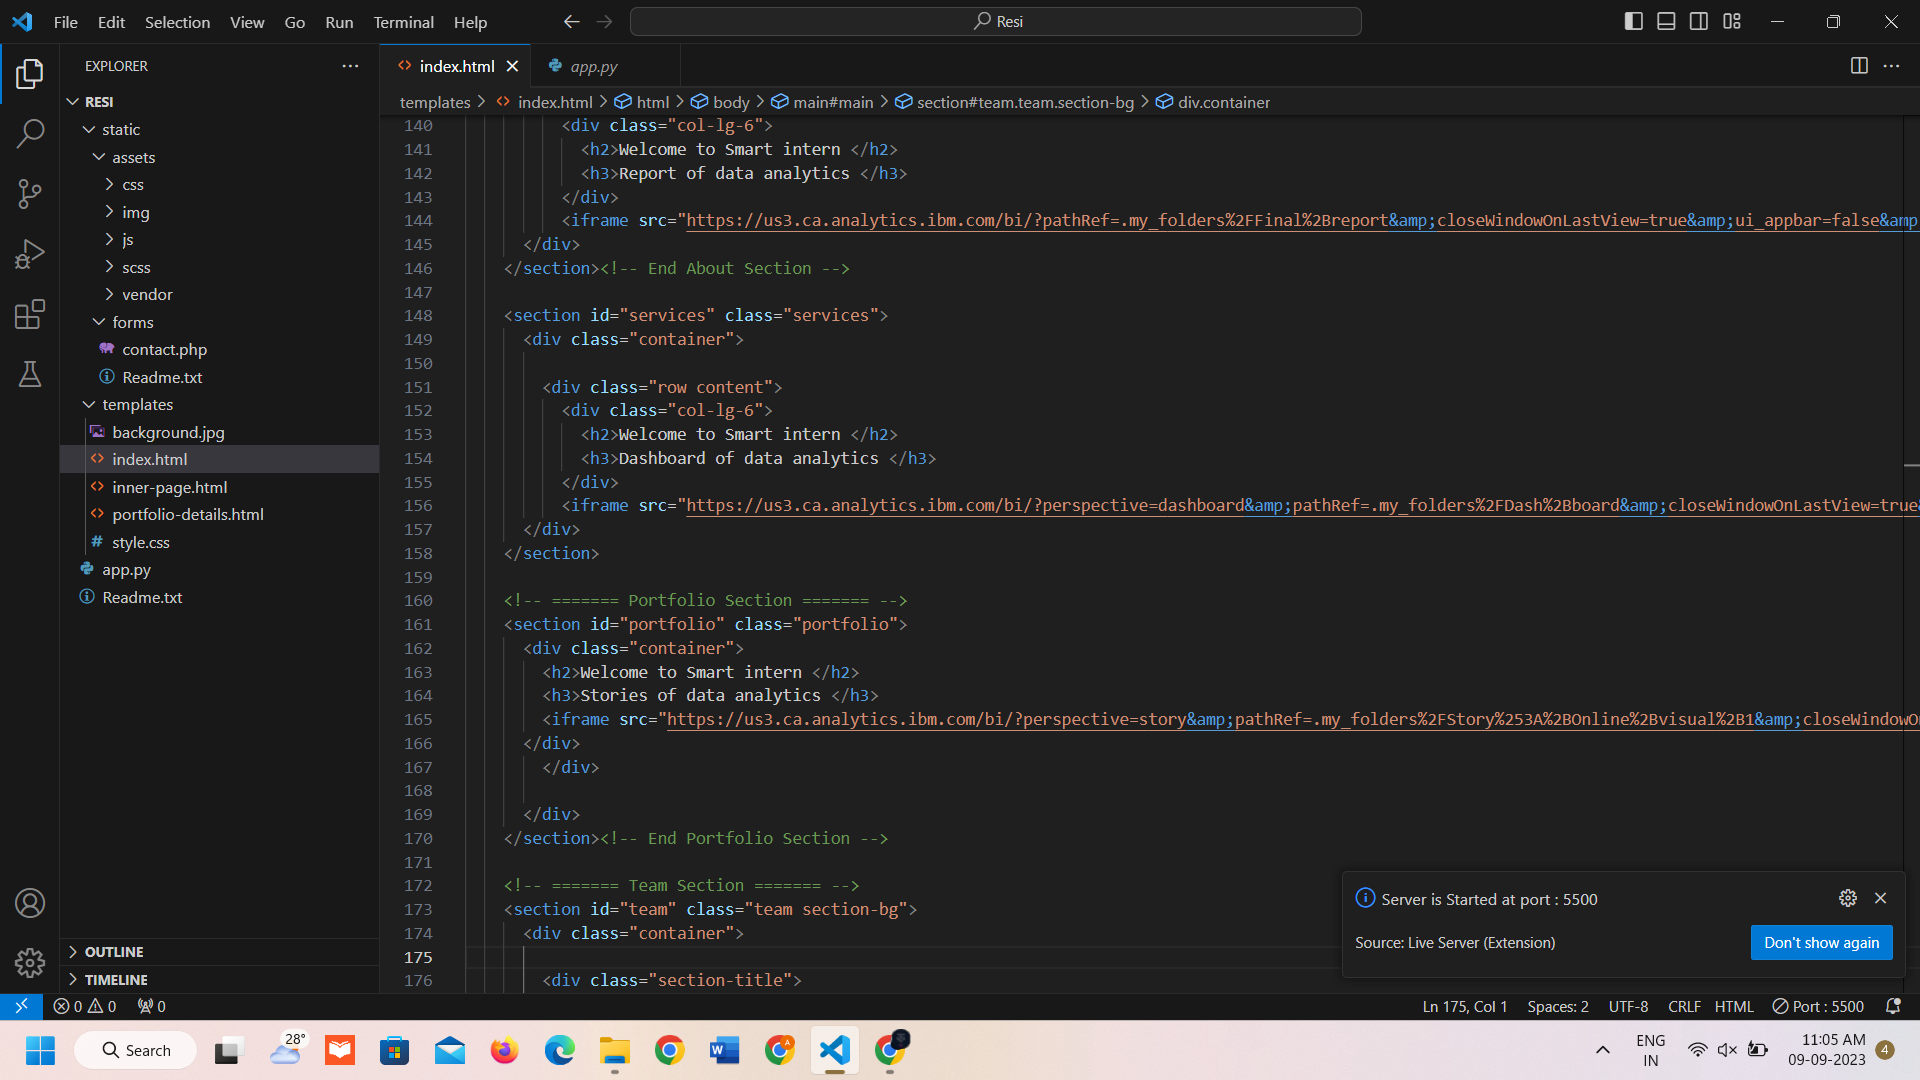 File Edit Selection View Go Run Terminal Help
Resi
EXPLORER
RESI
static
assets
css
img
js
scss
vendor
forms
contact.php
Readme.txt
templates
background.jpg
index.html
inner-page.html
portfolio-details.html
style.css
app.py
Readme.txt
OUTLINE
TIMELINE
index.html
app.py
templates > index.html > html > body > main#main > section#team.team.section-bg > div.container
140 <div class="col-lg-6">
141 <h2>Welcome to Smart intern </h2>
142 <h3>Report of data analytics </h3>
143 </div>
144 <iframe src="https://us3.ca.analytics.ibm.com/bi/?pathRef=.my_folders%2FFinal%2Breport&amp;closeWindowOnLastView=true&amp;ui_appbar=false&amp
145 </div>
146 </section><!-- End About Section -->
147
148 <section id="services" class="services">
149 <div class="container">
150
151 <div class="row content">
152 <div class="col-lg-6">
153 <h2>Welcome to Smart intern </h2>
154 <h3>Dashboard of data analytics </h3>
155 </div>
156 <iframe src="https://us3.ca.analytics.ibm.com/bi/?perspective=dashboard&amp;pathRef=.my_folders%2FDash%2Bboard&amp;closeWindowOnLastView=true&
157 </div>
158 </section>
159
160 <!-- ======= Portfolio Section ======= -->
161 <section id="portfolio" class="portfolio">
162 <div class="container">
163 <h2>Welcome to Smart intern </h2>
164 <h3>Stories of data analytics </h3>
165 <iframe src="https://us3.ca.analytics.ibm.com/bi/?perspective=story&amp;pathRef=.my_folders%2FStory%253A%2BOnline%2Bvisual%2B1&amp;closeWindowOn
166 </div>
167 </div>
168
169 </div>
170 </section><!-- End Portfolio Section -->
171
172 <!-- ======= Team Section ======= -->
173 <section id="team" class="team section-bg">
174 <div class="container">
175
176 <div class="section-title">
Server is Started at port : 5500
Source: Live Server (Extension)
Don't show again
0 0 0
Ln 175, Col 1 Spaces: 2 UTF-8 CRLF HTML Port : 5500
Search
28°
ENG
IN
11:05 AM
09-09-2023
4